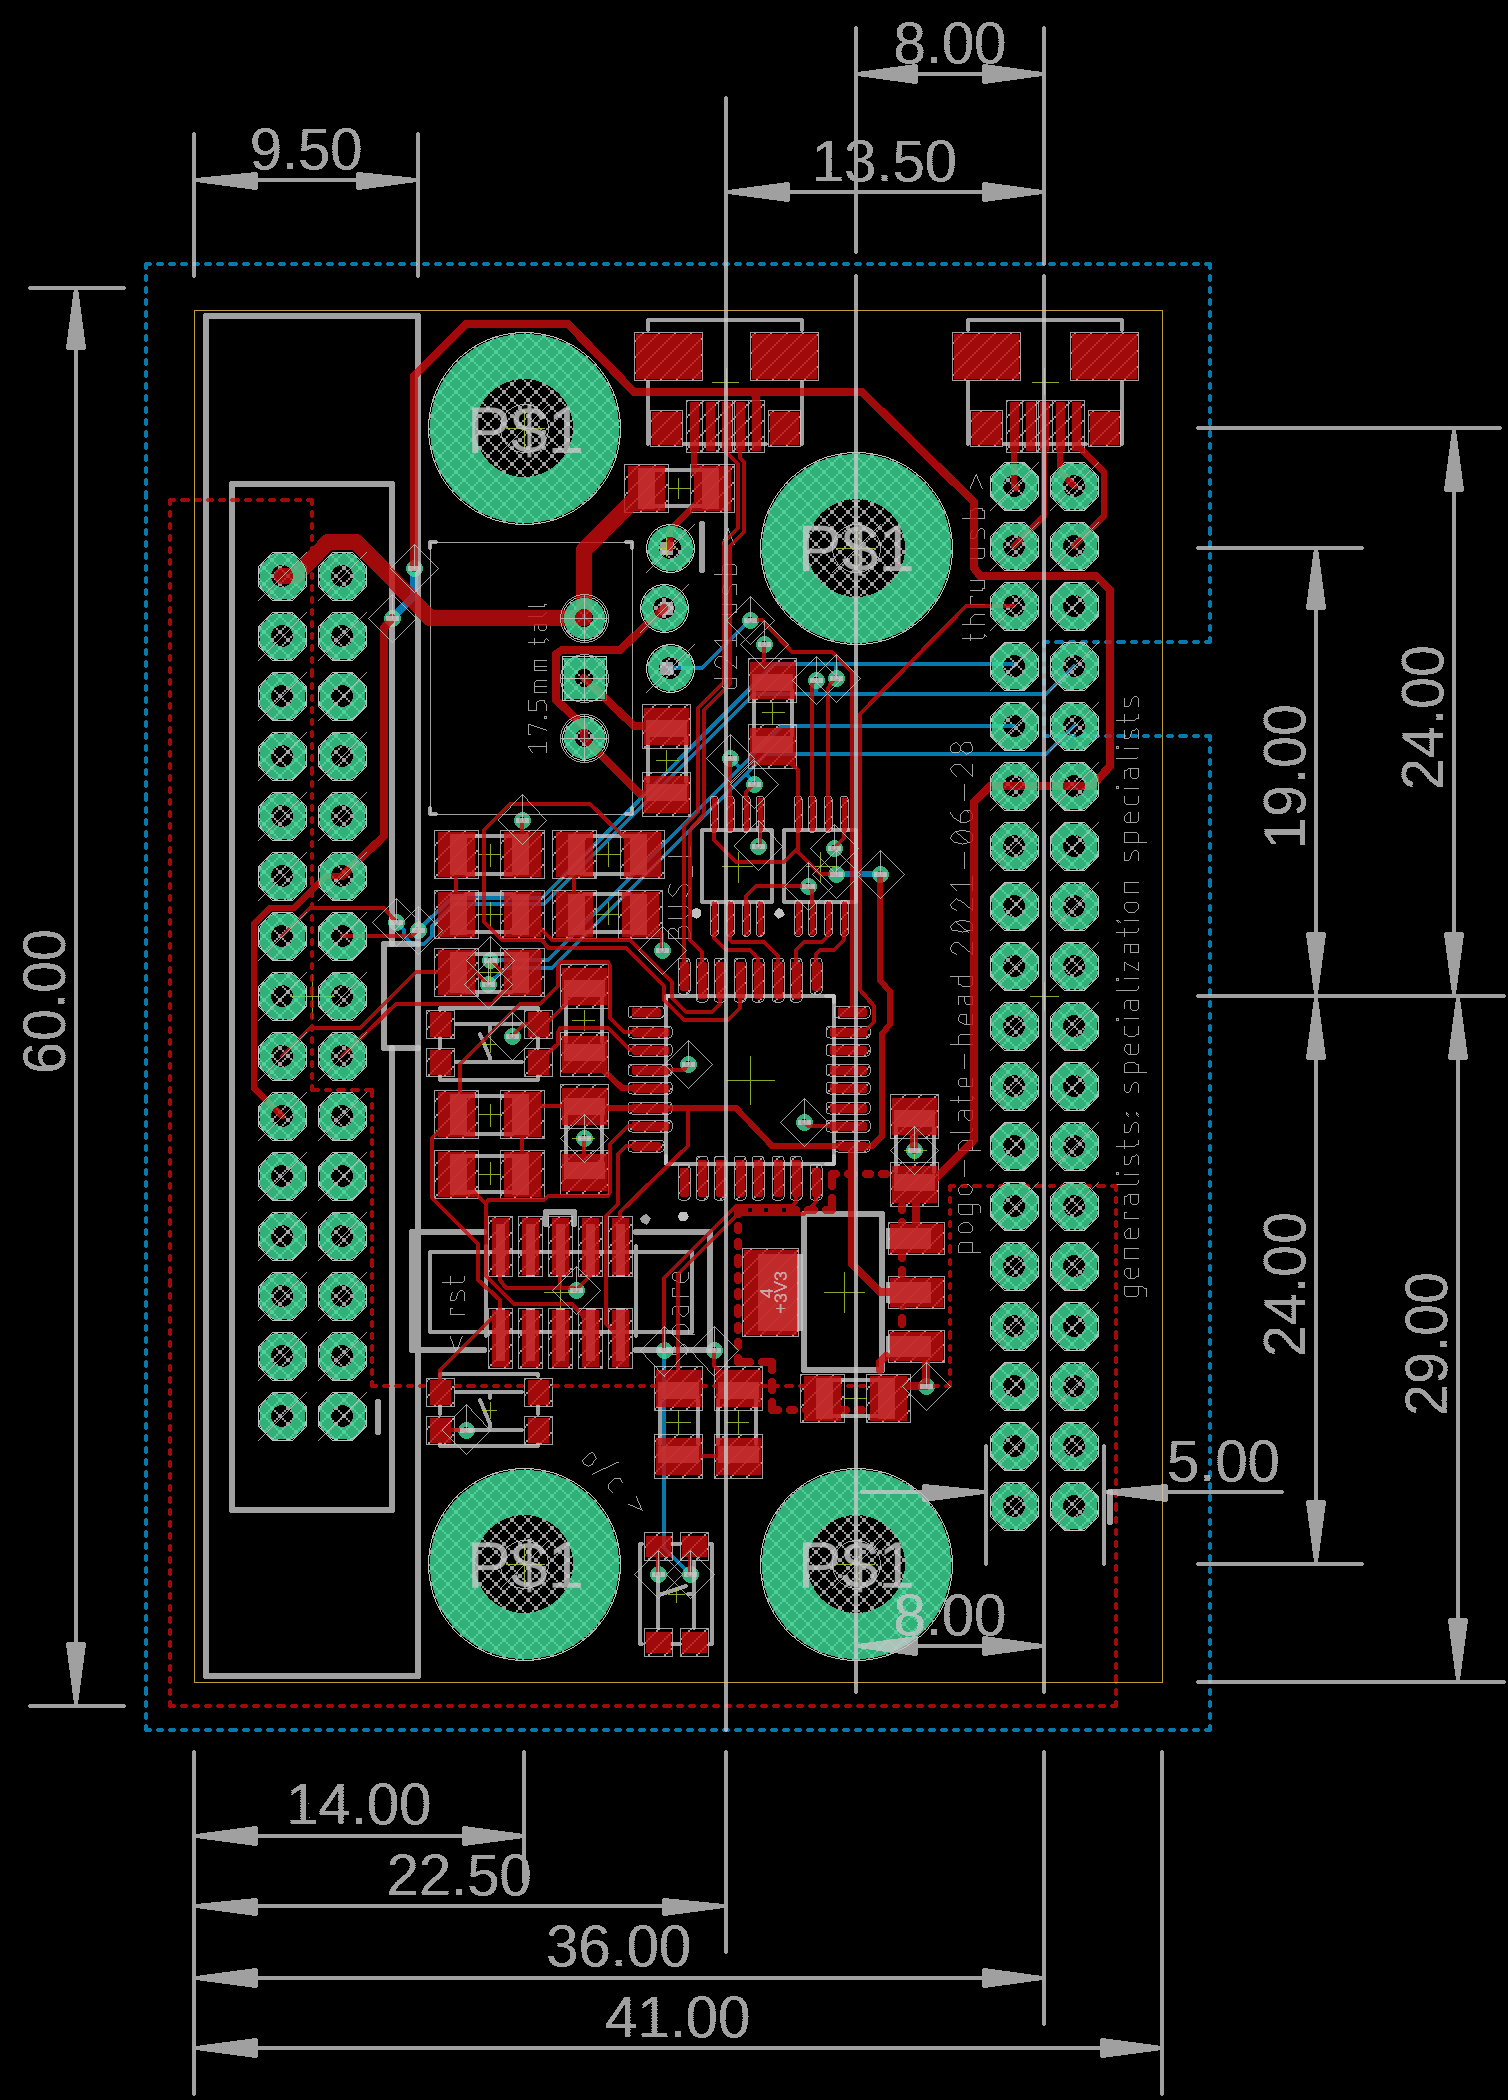 8.00
13.50
9.50
PS1
PS1
thru usb >
d21 usb >
17.5mm tall
24.00
19.00
60.00
BUS
pogo-plate-head 2021-06-28
generalists: specialization specialists
< rst
4
+3V3
24.00
29.00
5.00
o/c >
PS1
PS1
8.00
14.00
22.50
36.00
41.00